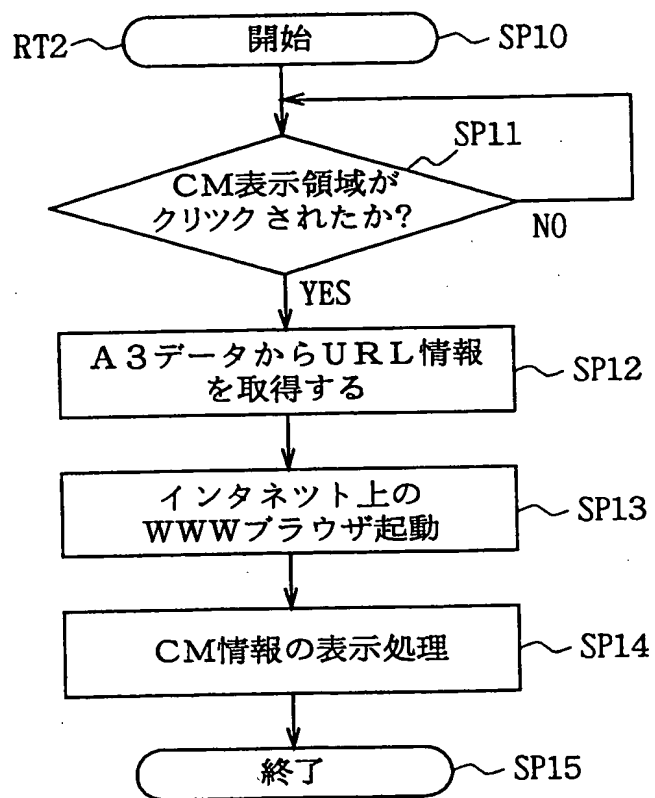 RT2
開始
SP10
SP11
CM表示領域が
クリツクされたか?
NO
YES
A3データからURL情報
を取得する
SP12
インタネツト上の
WWWブラウザ起動
SP13
CM情報の表示処理
SP14
終了
SP15